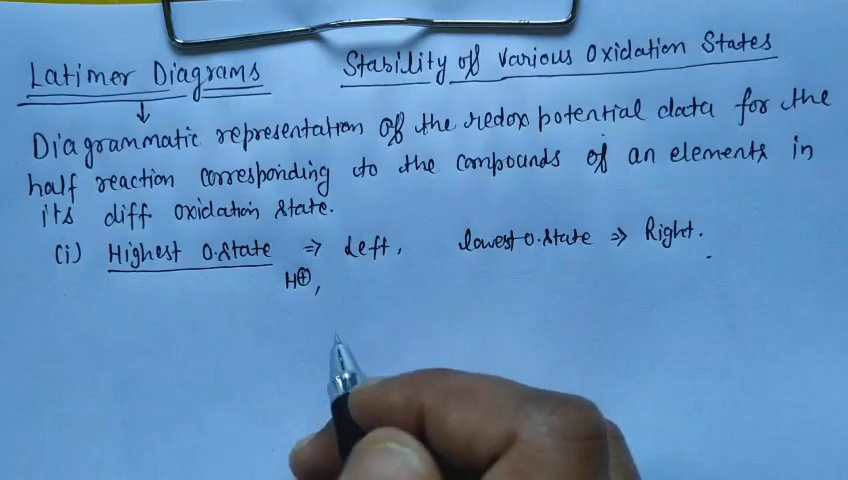 Latimer Diagrams Stability of Various Oxidation States
↓
Diagrammatic representation of the redox potential data for the
half reaction corresponding to the compounds of an elements in
its diff. oxidation state.
(i) Highest O.state ⇒ Left, lowest O.state ⇒ Right.
H⊕,